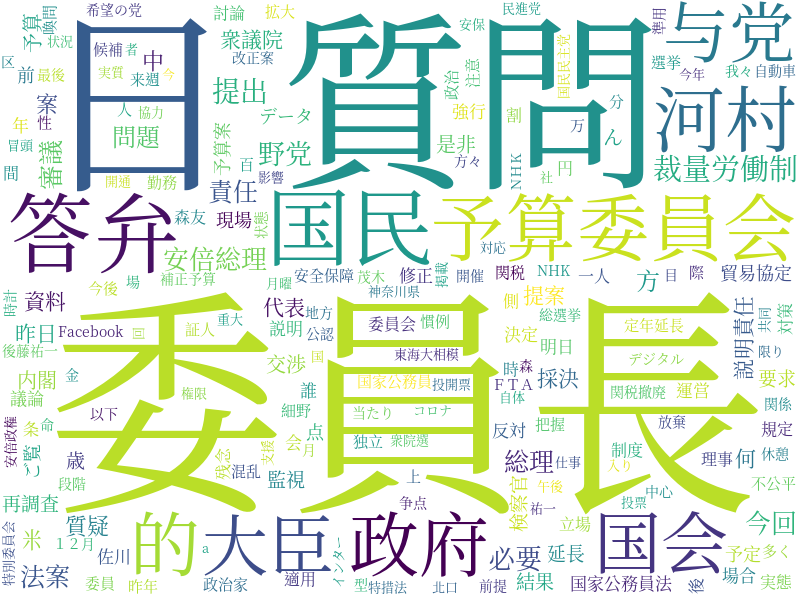 希望の党
民進党
討論
拡大
安保
準用
区
予算
喚問
状況
候補
者
中
衆議院
改正案
日
質問
政治
注意
国民民主党
与党
選挙
今年
我々
自動車
前
最後
実質
来週
今
提出
データ
強行
割
分
河村
案
人
協力
年
性
問題
予算案
野党
百
是非
万
ん
冒頭
審議
開通
勤務
責任
影響
方々
NHK
社
円
裁量労働制
間
答弁
森友
現場
状態
国民
予算委員会
安倍総理
対応
補正予算
月曜
安全保障
茂木
修正
掲載
開催
関税
NHK
一人
方
目
際
貿易協定
今後
場
神奈川県
時計
資料
代表
地方
側
提案
総選挙
説明責任
共同
対策
昨日
Facebook
回
証人
重大
説明
公認
委員会
慣例
決定
定年延長
後藤祐一
国
交渉
東海大相模
明日
デジタル
限り
内閣
金
委員長
誰
国家公務員
投開票
時
森
FTA
採決
関税撤廃
運営
要求
議論
権限
細野
当たり
コロナ
自体
関係
安倍政権
以下
条
命
点
独立
衆院選
反対
把握
放棄
規定
ご覧
歳
残念
混乱
支援
会
月
監視
上
総理
仕事
制度
入り
理事
何
休憩
段階
再調査
争点
検察官
午後
祐一
投票
中心
不公平
特別委員会
米
12月
質疑
的
大臣
政府
必要
立場
延長
国会
今回
予定
多く
法案
佐川
a
委員
昨年
政治家
適用
インター
型
特措法
北口
前提
結果
国家公務員法
後
場合
実態